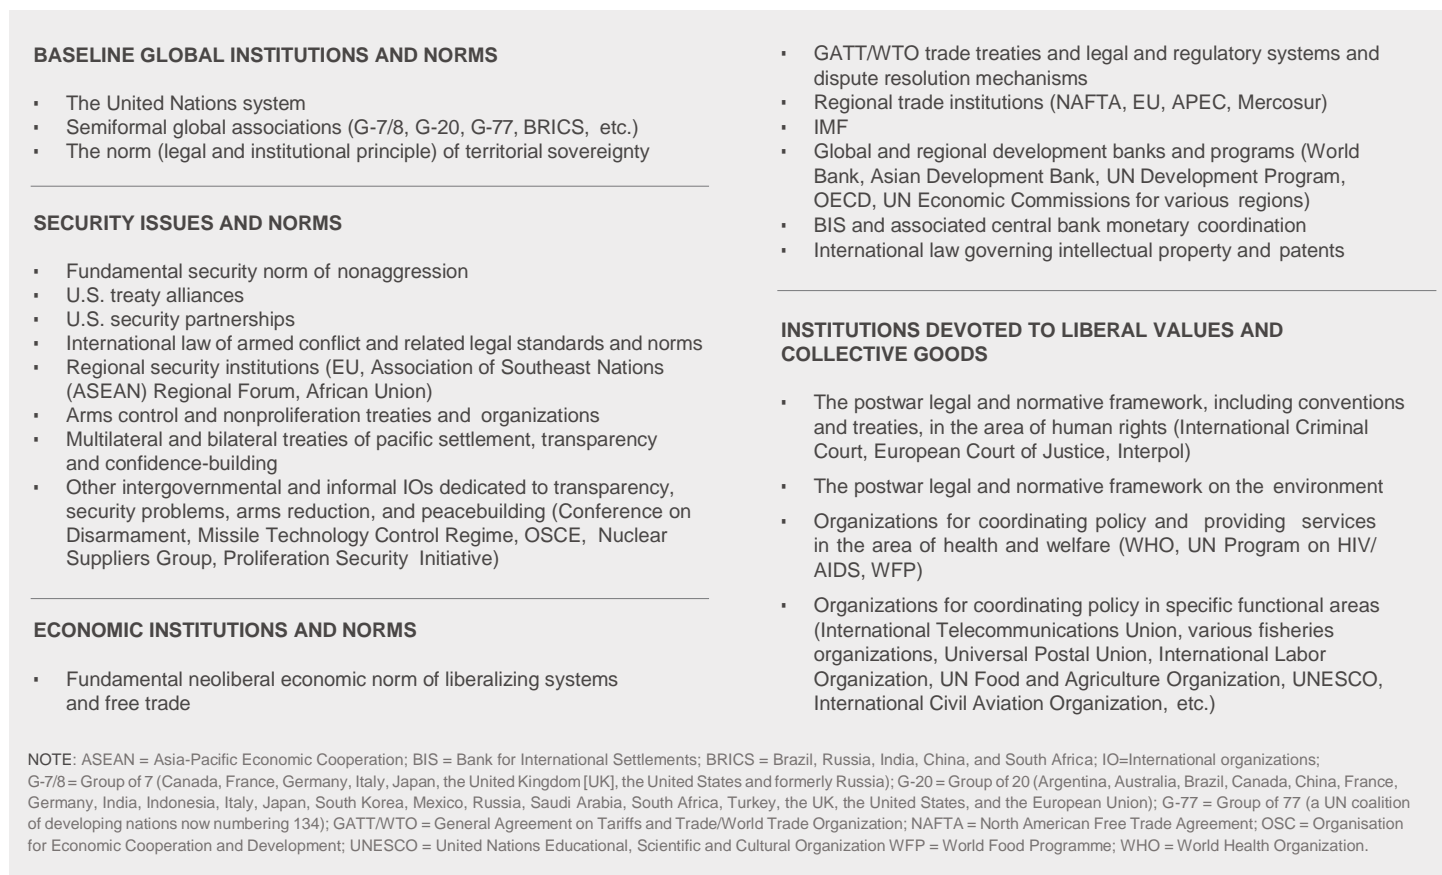 BASELINE GLOBAL INSTITUTIONS AND NORMS
▪ The United Nations system
▪ Semiformal global associations (G-7/8, G-20, G-77, BRICS, etc.)
▪ The norm (legal and institutional principle) of territorial sovereignty
SECURITY ISSUES AND NORMS
▪ Fundamental security norm of nonaggression
▪ U.S. treaty alliances
▪ U.S. security partnerships
▪ International law of armed conflict and related legal standards and norms
▪ Regional security institutions (EU, Association of Southeast Nations
(ASEAN) Regional Forum, African Union)
▪ Arms control and nonproliferation treaties and organizations
▪ Multilateral and bilateral treaties of pacific settlement, transparency
and confidence-building
▪ Other intergovernmental and informal IOs dedicated to transparency,
security problems, arms reduction, and peacebuilding (Conference on
Disarmament, Missile Technology Control Regime, OSCE, Nuclear
Suppliers Group, Proliferation Security Initiative)
ECONOMIC INSTITUTIONS AND NORMS
▪ Fundamental neoliberal economic norm of liberalizing systems
and free trade
▪ GATT/WTO trade treaties and legal and regulatory systems and
dispute resolution mechanisms
▪ Regional trade institutions (NAFTA, EU, APEC, Mercosur)
▪ IMF
▪ Global and regional development banks and programs (World
Bank, Asian Development Bank, UN Development Program,
OECD, UN Economic Commissions for various regions)
▪ BIS and associated central bank monetary coordination
▪ International law governing intellectual property and patents
INSTITUTIONS DEVOTED TO LIBERAL VALUES AND
COLLECTIVE GOODS
▪ The postwar legal and normative framework, including conventions
and treaties, in the area of human rights (International Criminal
Court, European Court of Justice, Interpol)
▪ The postwar legal and normative framework on the environment
▪ Organizations for coordinating policy and providing services
in the area of health and welfare (WHO, UN Program on HIV/
AIDS, WFP)
▪ Organizations for coordinating policy in specific functional areas
(International Telecommunications Union, various fisheries
organizations, Universal Postal Union, International Labor
Organization, UN Food and Agriculture Organization, UNESCO,
International Civil Aviation Organization, etc.)
NOTE: ASEAN = Asia-Pacific Economic Cooperation; BIS = Bank for International Settlements; BRICS = Brazil, Russia, India, China, and South Africa; IO=International organizations;
G-7/8 = Group of 7 (Canada, France, Germany, Italy, Japan, the United Kingdom [UK], the United States and formerly Russia); G-20 = Group of 20 (Argentina, Australia, Brazil, Canada, China, France,
Germany, India, Indonesia, Italy, Japan, South Korea, Mexico, Russia, Saudi Arabia, South Africa, Turkey, the UK, the United States, and the European Union); G-77 = Group of 77 (a UN coalition
of developing nations now numbering 134); GATT/WTO = General Agreement on Tariffs and Trade/World Trade Organization; NAFTA = North American Free Trade Agreement; OSC = Organisation
for Economic Cooperation and Development; UNESCO = United Nations Educational, Scientific and Cultural Organization WFP = World Food Programme; WHO = World Health Organization.